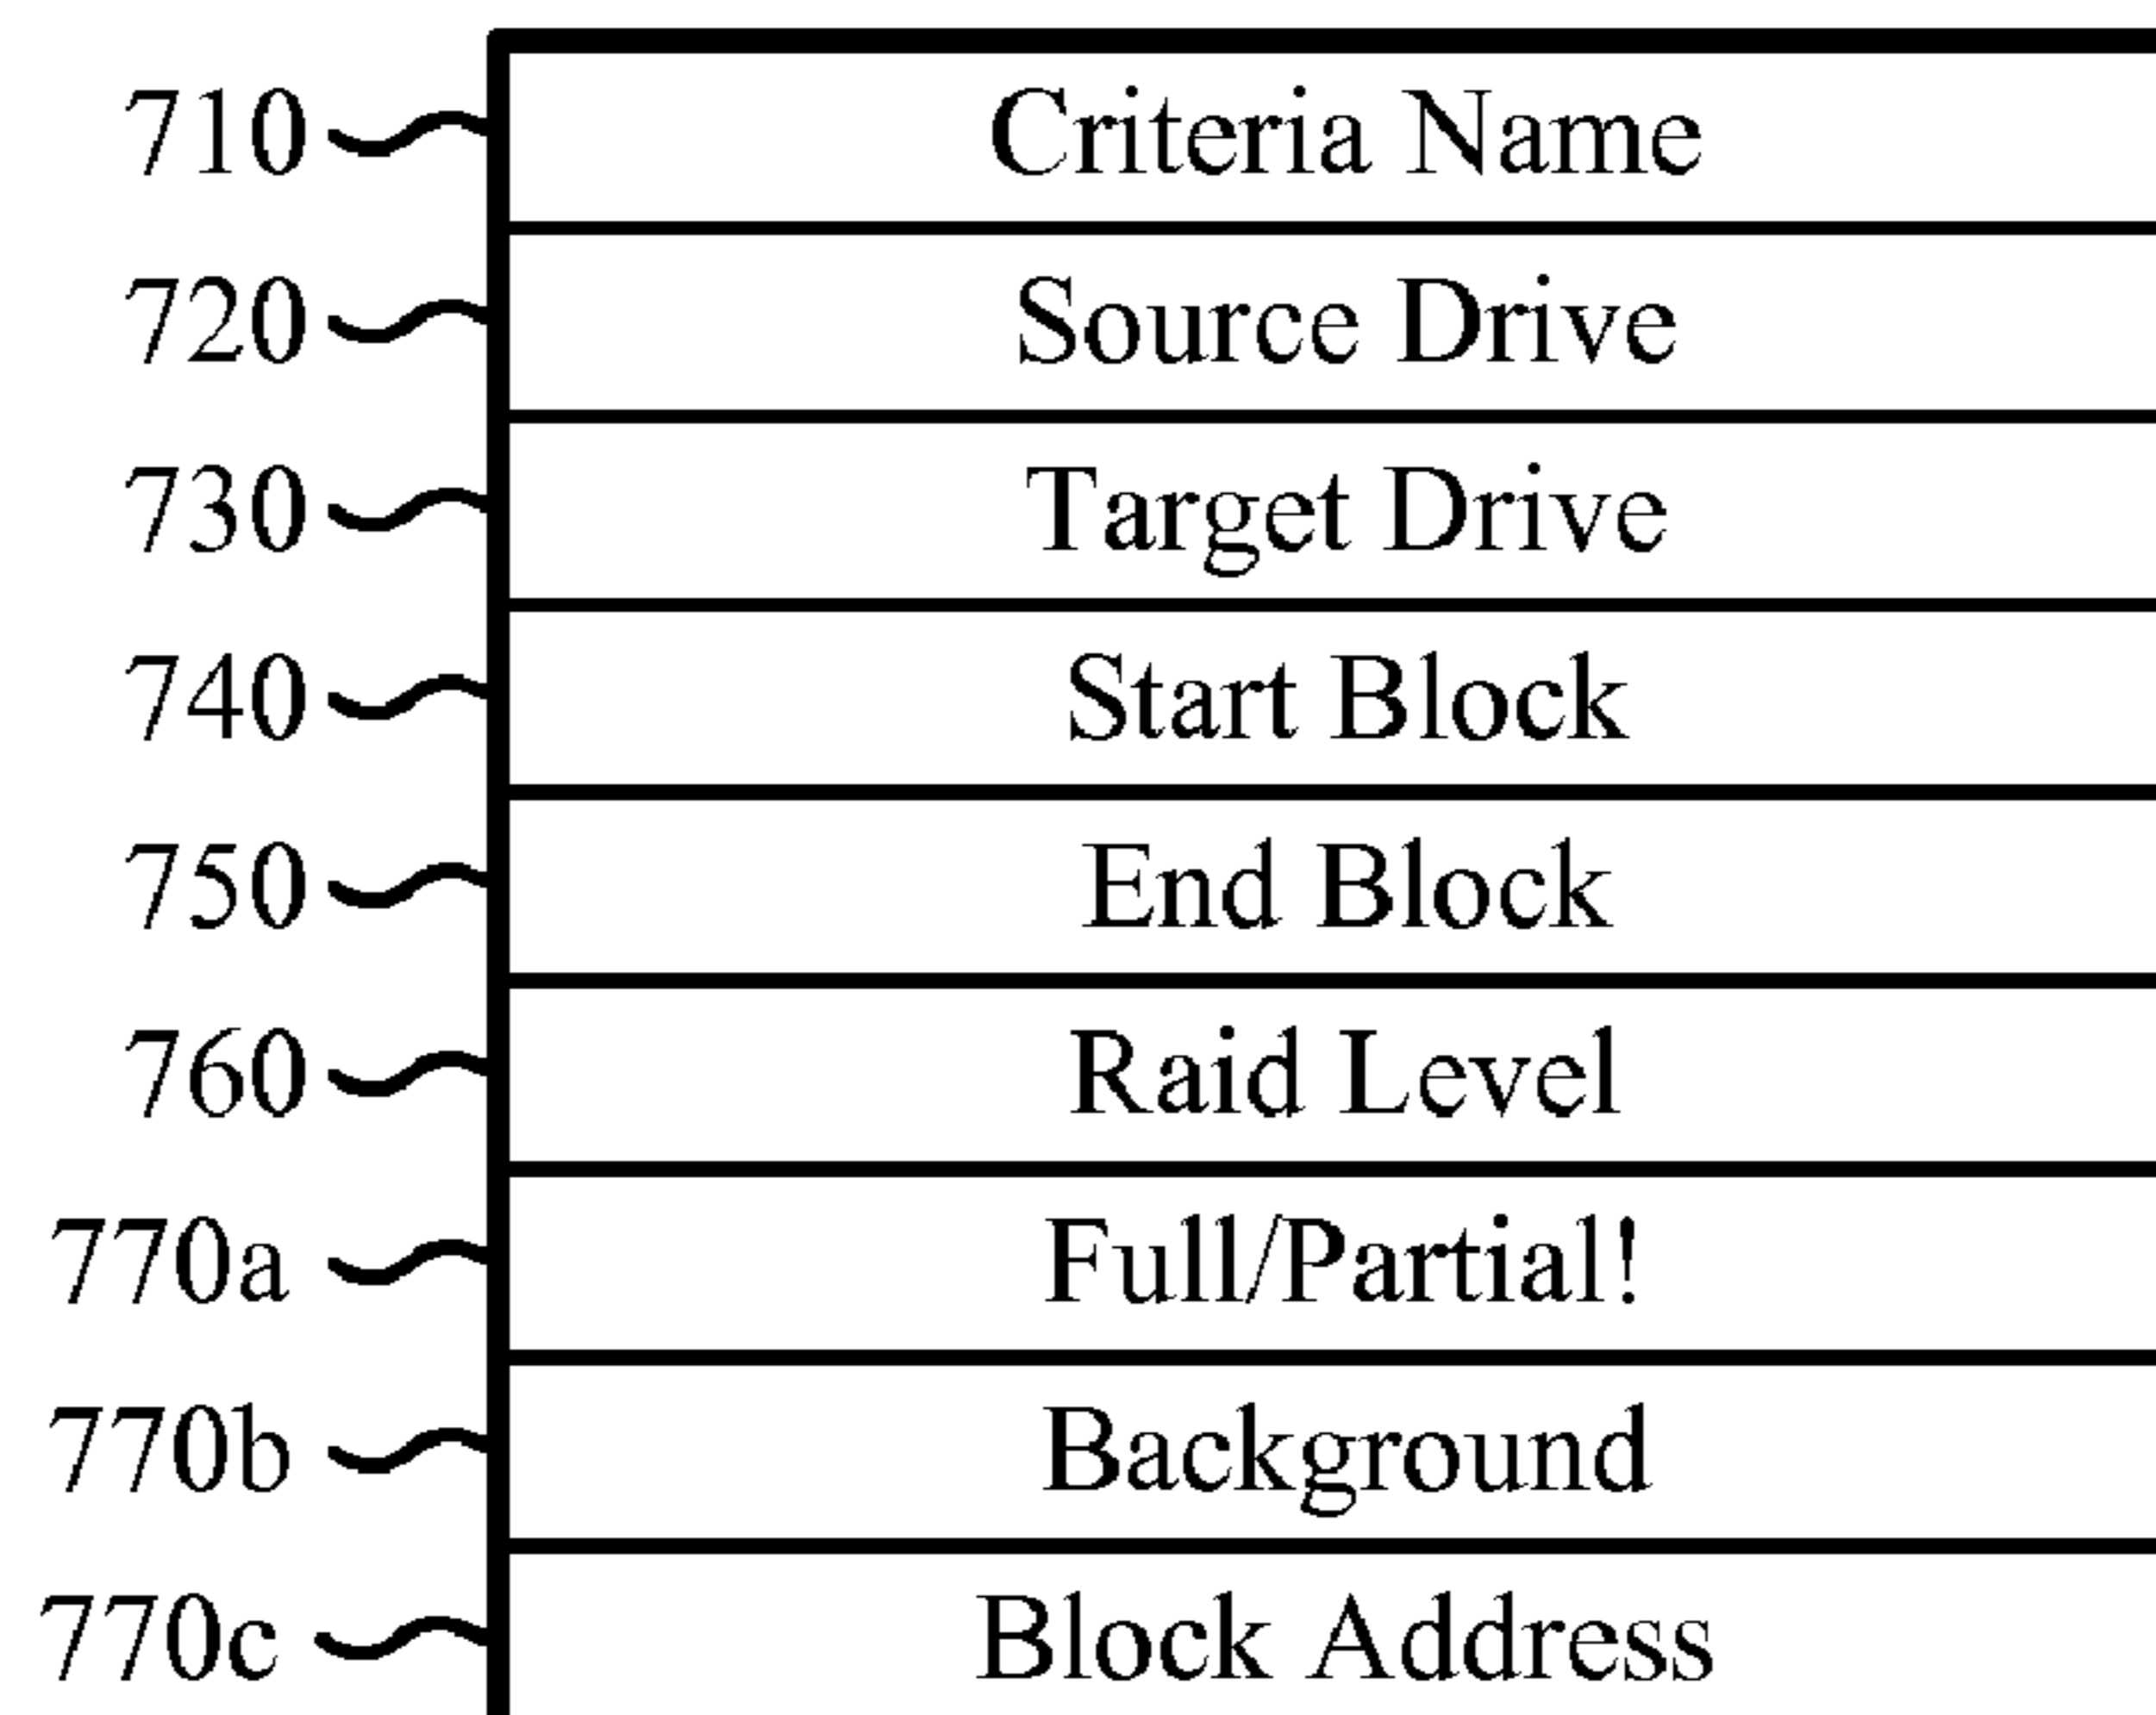 710 Criteria Name
720 Source Drive
730 Target Drive
740 Start Block
750 End Block
760 Raid Level
770a Full/Partial!
770b Background
770c Block Address